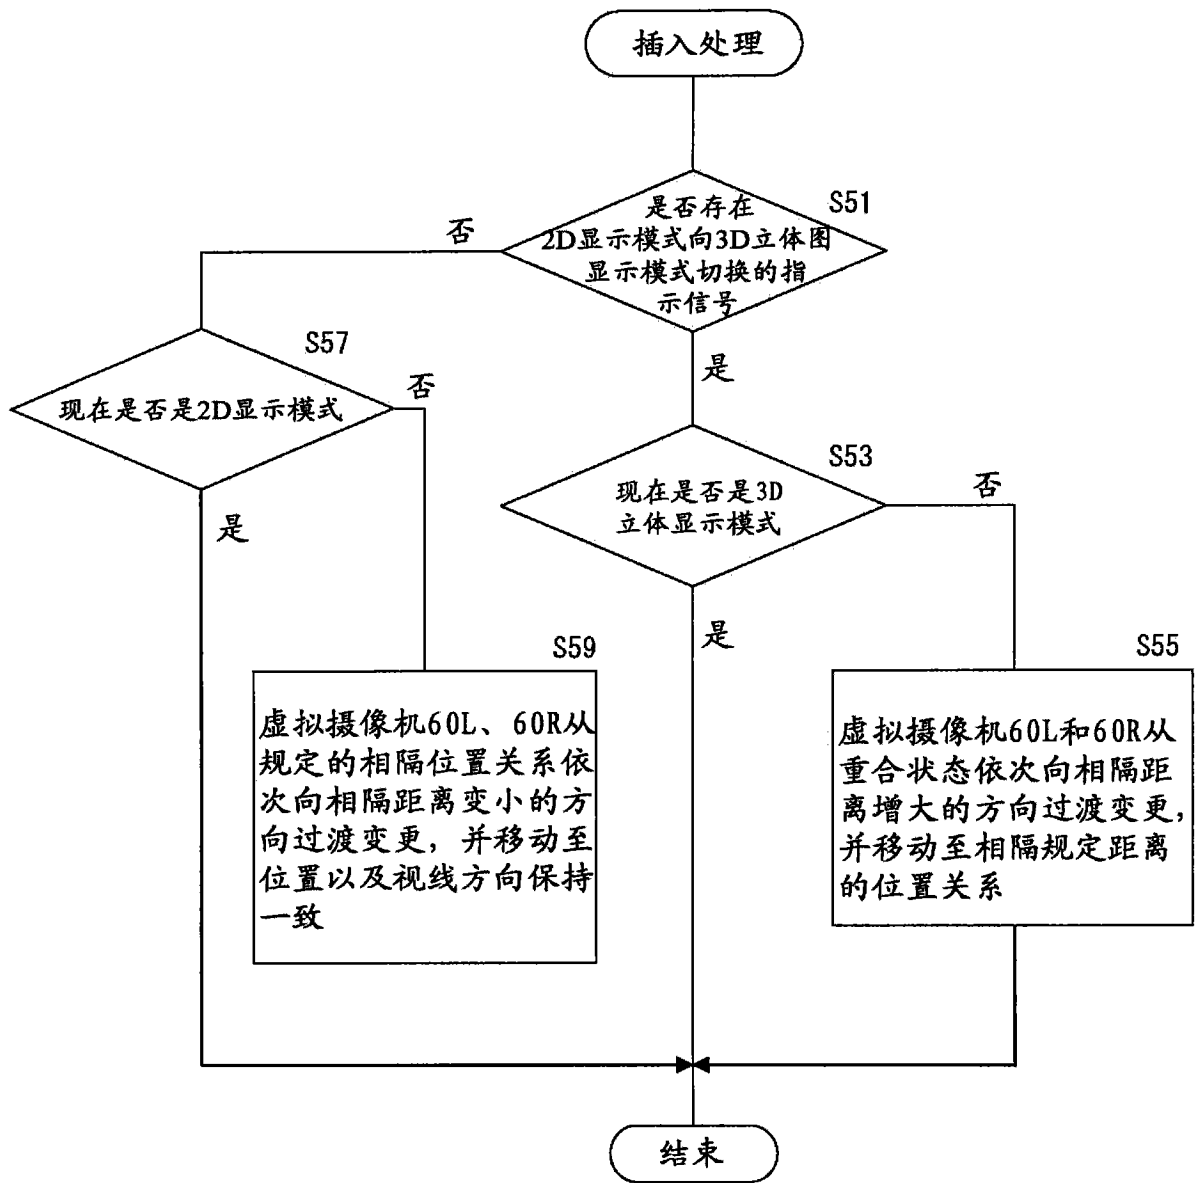 插入处理
S51
是否存在
2D显示模式向3D立体图
显示模式切换的指
示信号
否
是
S57
现在是否是2D显示模式
否
是
S53
现在是否是3D
立体显示模式
否
是
S59
虚拟摄像机60L、60R从
规定的相隔位置关系依
次向相隔距离变小的方
向过渡变更，并移动至
位置以及视线方向保持
一致
S55
虚拟摄像机60L和60R从
重合状态依次向相隔距
离增大的方向过渡变更，
并移动至相隔规定距离
的位置关系
结束